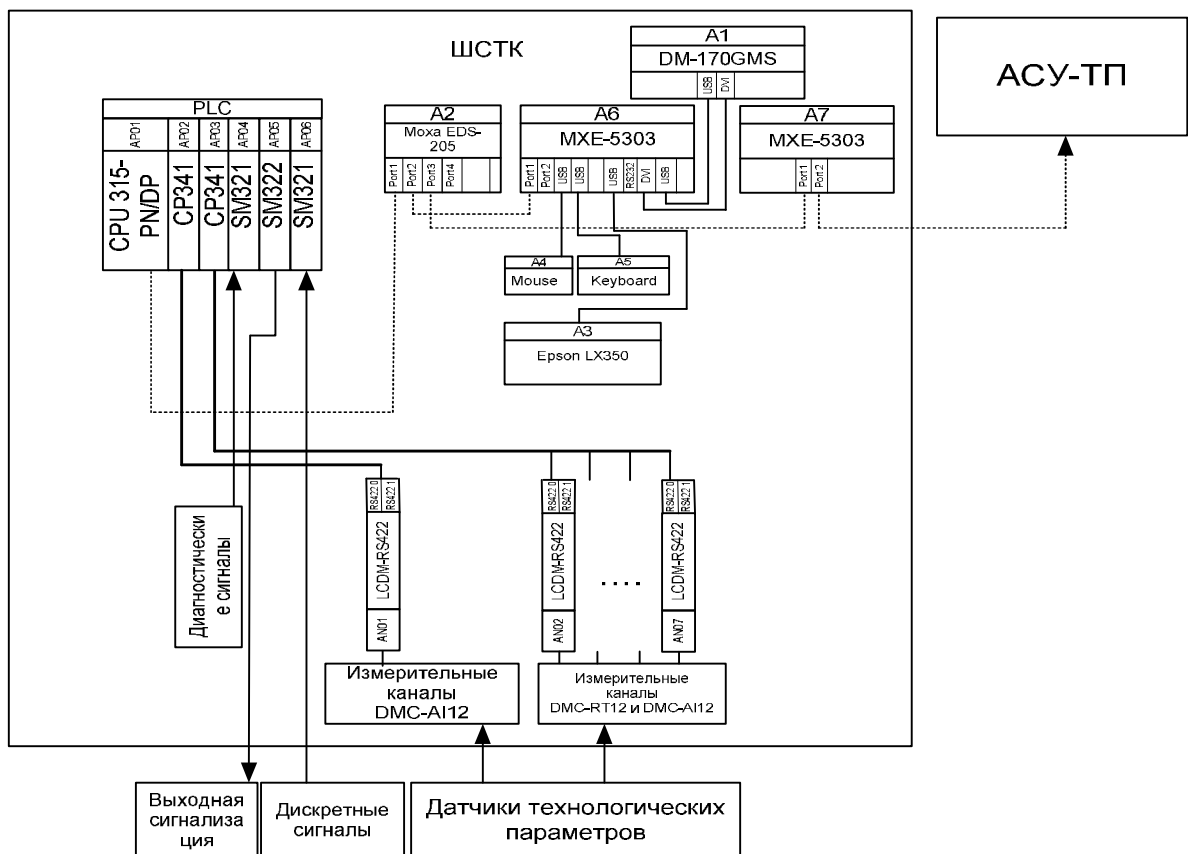 ШСТК
АСУ-ТП
A1
DM-170GMS
USB
DVI
PLC
AP01
AP02
AP03
AP04
AP05
AP06
CPU 315-
PN/DP
CP341
CP341
SM321
SM322
SM321
A2
Moxa EDS-
205
Port1
Port2
Port3
Port4
A6
MXE-5303
Port1
Port2
USB
USB
USB
RS232
DVI
USB
A7
MXE-5303
Port1
Port2
A4
Mouse
A5
Keyboard
A3
Epson LX350
RS422.0
RS422.1
LCDM-RS422
AN01
RS422.0
RS422.1
LCDM-RS422
AN02
....
RS422.0
RS422.1
LCDM-RS422
AN07
Диагностически
е сигналы
Измерительные
каналы
DMC-AI12
Измерительные
каналы
DMC-RT12 и DMC-AI12
Выходная
сигнализа
ция
Дискретные
сигналы
Датчики технологических
параметров